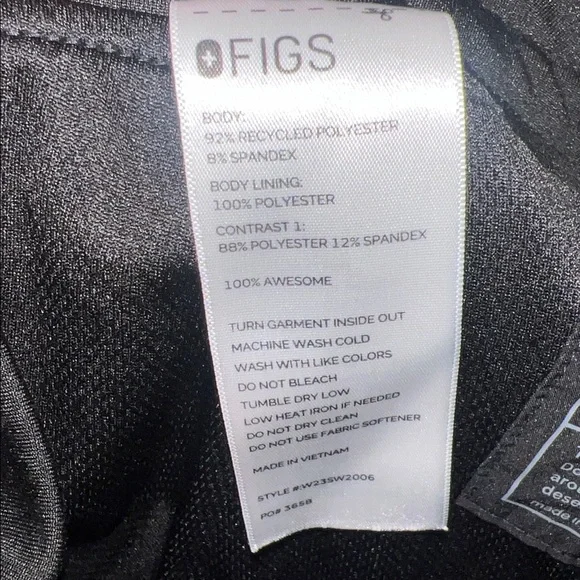 FIGS
BODY:
92% RECYCLED POLYESTER
8% SPANDEX
BODY LINING:
100% POLYESTER
CONTRAST 1:
88% POLYESTER 12% SPANDEX
100% AWESOME
TURN GARMENT INSIDE OUT
MACHINE WASH COLD
WASH WITH LIKE COLORS
DO NOT BLEACH
TUMBLE DRY LOW
LOW HEAT IRON IF NEEDED
DO NOT DRY CLEAN
DO NOT USE FABRIC SOFTENER
MADE IN VIETNAM
STYLE #:W23SW2006
PO# 3658
made